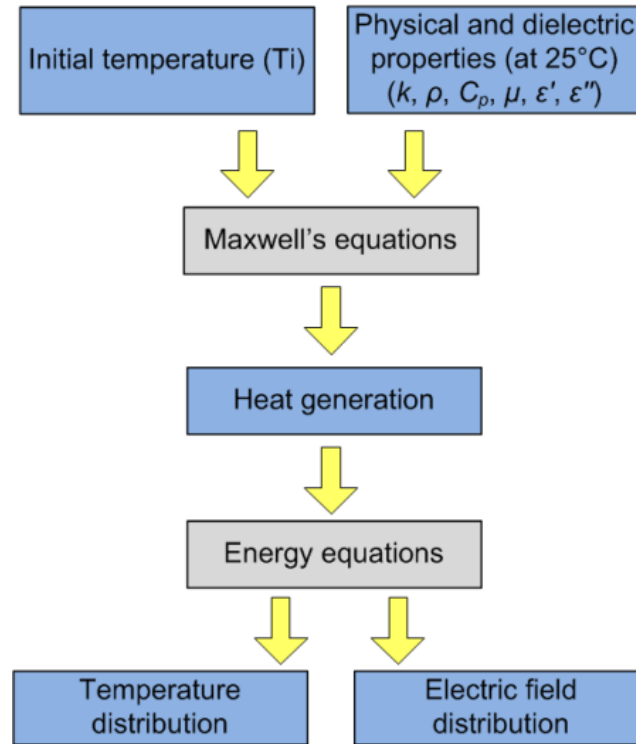 Initial temperature (Ti)
Physical and dielectric
properties (at 25°C)
(k, ρ, Cₚ, μ, ε', ε")
Maxwell's equations
Heat generation
Energy equations
Temperature
distribution
Electric field
distribution